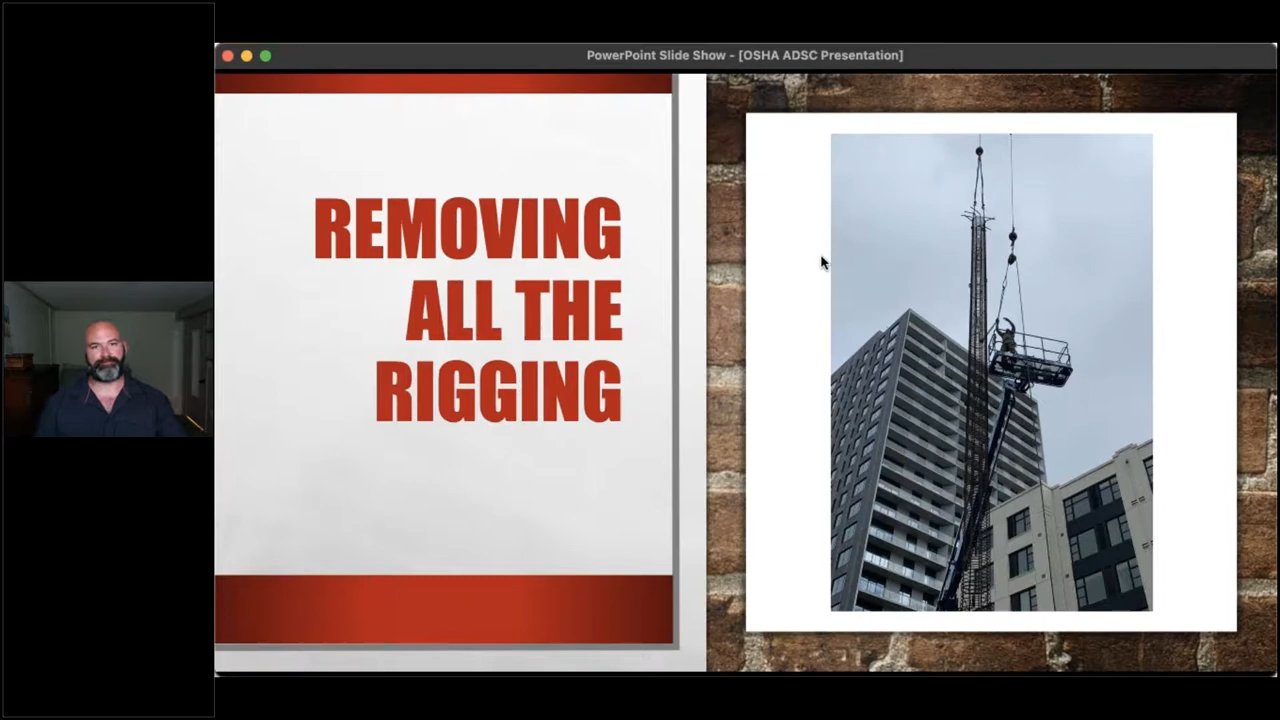 PowerPoint Slide Show - [OSHA ADSC Presentation]
REMOVING
ALL THE
RIGGING